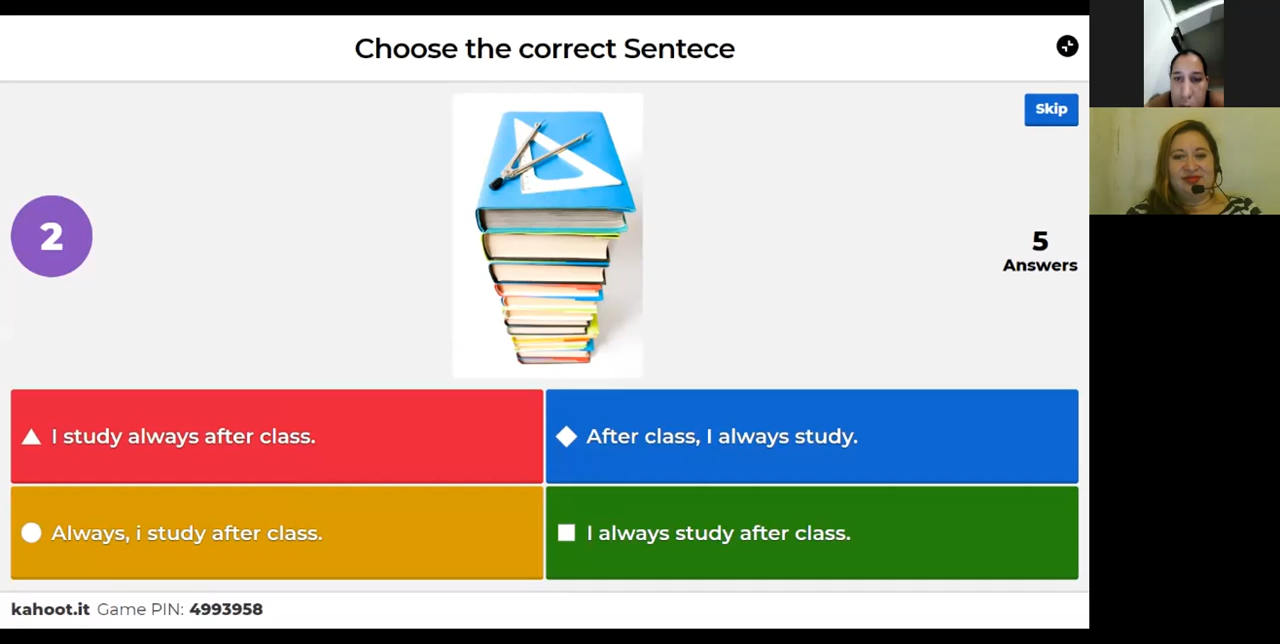 Choose the correct Sentece
Skip
2
5
Answers
I study always after class.
After class, I always study.
Always, i study after class.
I always study after class.
kahoot.it Game PIN: 4993958